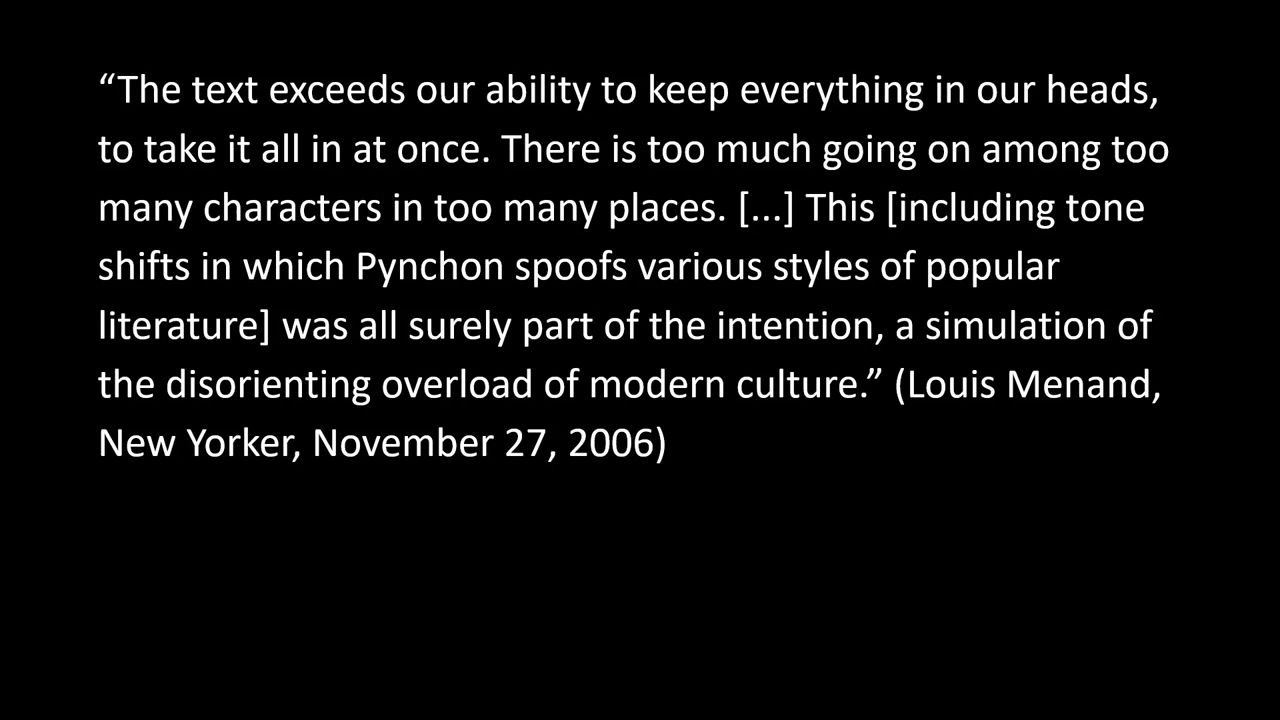 “The text exceeds our ability to keep everything in our heads,
to take it all in at once. There is too much going on among too
many characters in too many places. [...] This [including tone
shifts in which Pynchon spoofs various styles of popular
literature] was all surely part of the intention, a simulation of
the disorienting overload of modern culture.” (Louis Menand,
New Yorker, November 27, 2006)